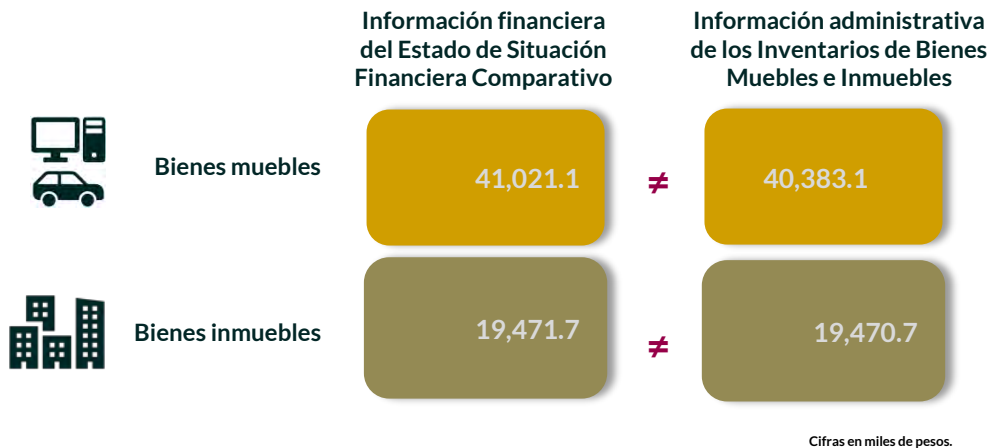 Información financiera
del Estado de Situación
Financiera Comparativo
Información administrativa
de los Inventarios de Bienes
Muebles e Inmuebles
Bienes muebles
41,021.1
≠
40,383.1
Bienes inmuebles
19,471.7
≠
19,470.7
Cifras en miles de pesos.